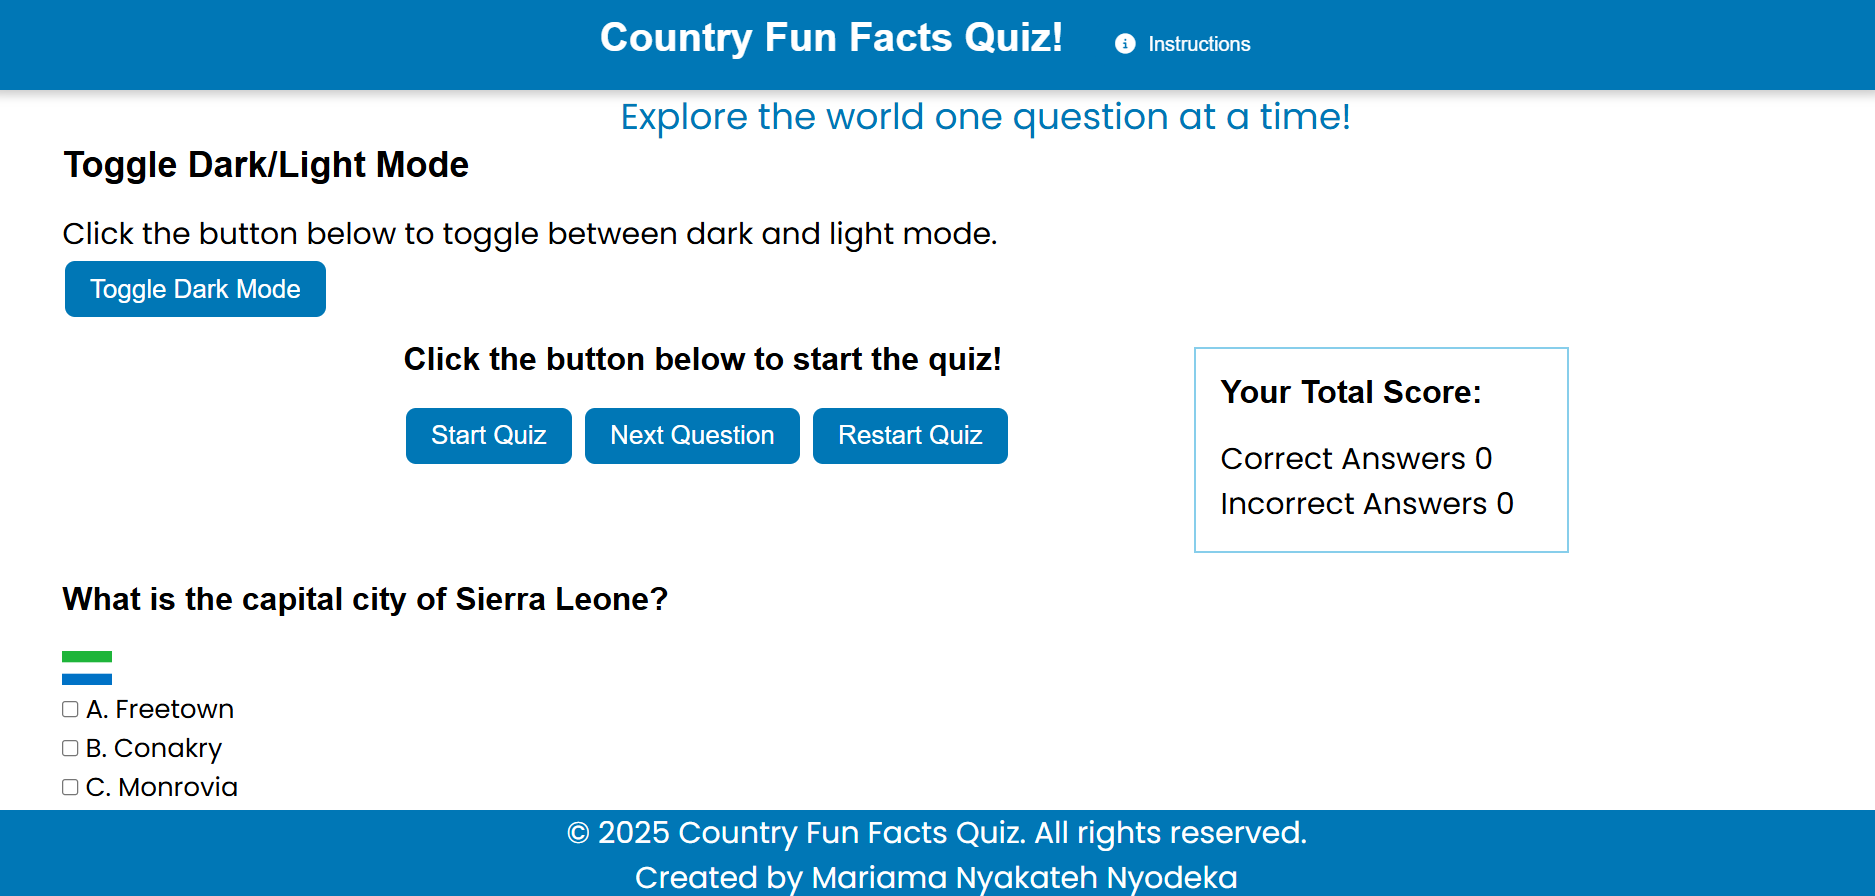 Country Fun Facts Quiz!
Instructions
Explore the world one question at a time!
Toggle Dark/Light Mode
Click the button below to toggle between dark and light mode.
Toggle Dark Mode
Click the button below to start the quiz!
Start Quiz
Next Question
Restart Quiz
Your Total Score:
Correct Answers 0
Incorrect Answers 0
What is the capital city of Sierra Leone?
A. Freetown
B. Conakry
C. Monrovia
© 2025 Country Fun Facts Quiz. All rights reserved.
Created by Mariama Nyakateh Nyodeka